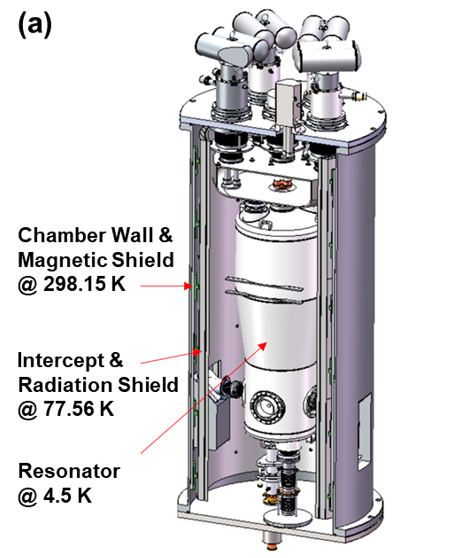 (a)
Chamber Wall &
Magnetic Shield
@ 298.15 K
Intercept &
Radiation Shield
@ 77.56 K
Resonator
@ 4.5 K